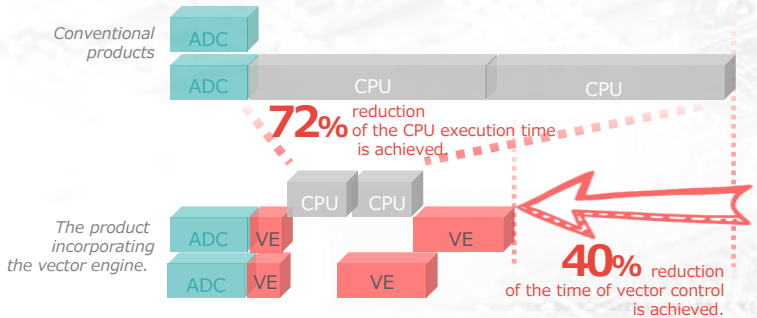 Conventional
products
ADC
ADC
CPU
CPU
72% reduction
of the CPU execution time
is achieved.
CPU
CPU
The product
incorporating
the vector engine.
ADC
VE
VE
ADC
VE
VE
40% reduction
of the time of vector control
is achieved.